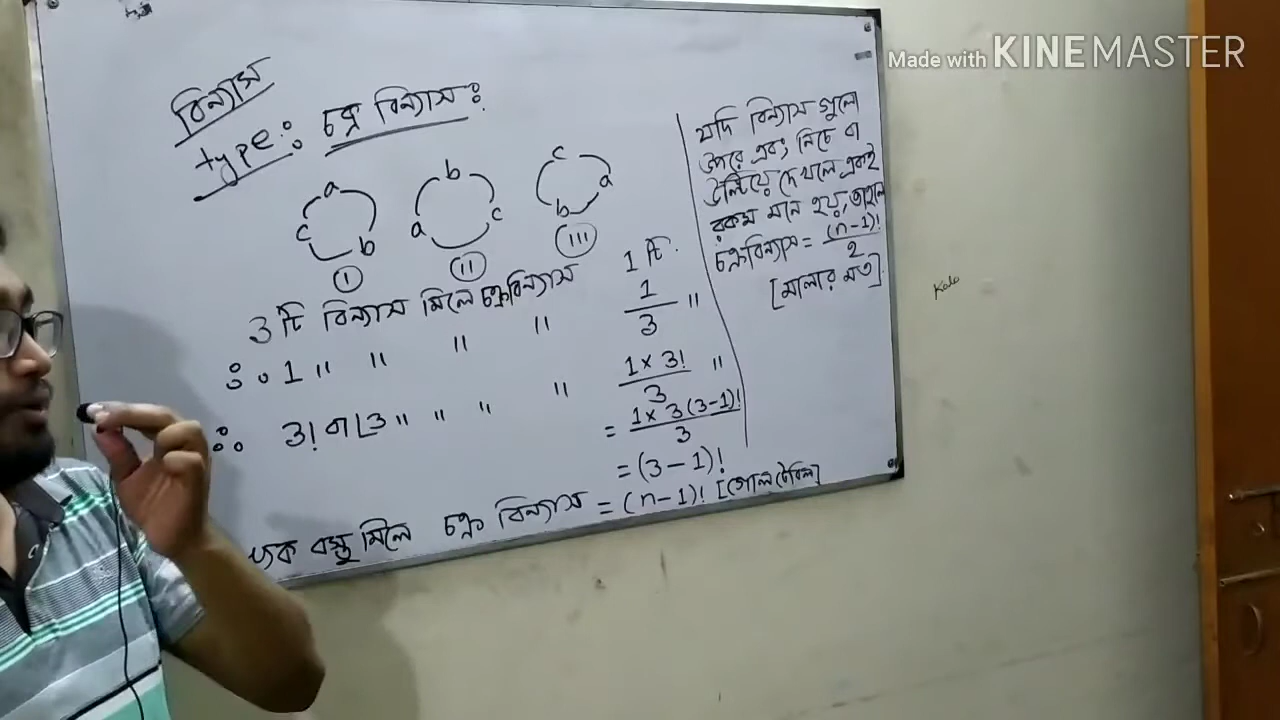 Made with KINEMASTER
বিন্যাস
type: চক্র বিন্যাস:
a
c
b
I
b
a
c
II
c
a
b
III
3 টি বিন্যাস মিলে চক্রবিন্যাস 1 টি.
∴ 1 " " " " 1/3 "
∴ 3! বা |3 " " " " 1 × 3!/3 "
= 1 × 3(3-1)!/3
= (3-1)!
বস্তু মিলে চক্র বিন্যাস = (n-1)! [গোল টেবিল]
যদি বিন্যাস গুলো
উপরে এবং নিচে বা
উল্টিয়ে দেখলে একই
রকম মনে হয়, তাহলে
চক্রবিন্যাস = (n-1)!/2
[মালার মত]